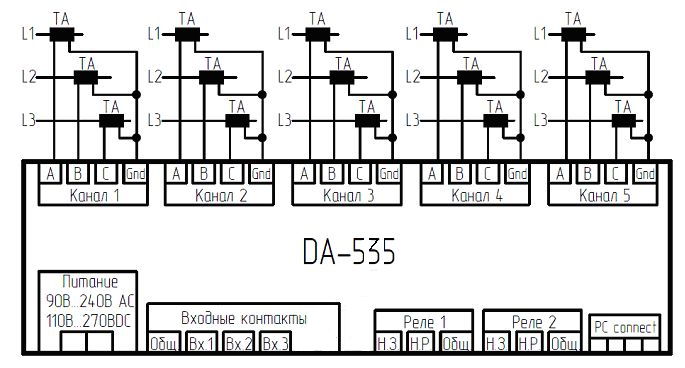 TA TA TA TA TA
L1 L1 L1 L1 L1
TA TA TA TA TA
L2 L2 L2 L2 L2
TA TA TA TA TA
L3 L3 L3 L3 L3
A B C Gnd A B C Gnd A B C Gnd A B C Gnd A B C Gnd
Канал 1 Канал 2 Канал 3 Канал 4 Канал 5
DA-535
Питание
90В...240В AC
110В...270ВDC
Входные контакты
Общ. Вх.1 Вх.2 Вх.3
Реле 1
Н.З Н.Р Общ.
Реле 2
Н.З Н.Р Общ.
PC connect